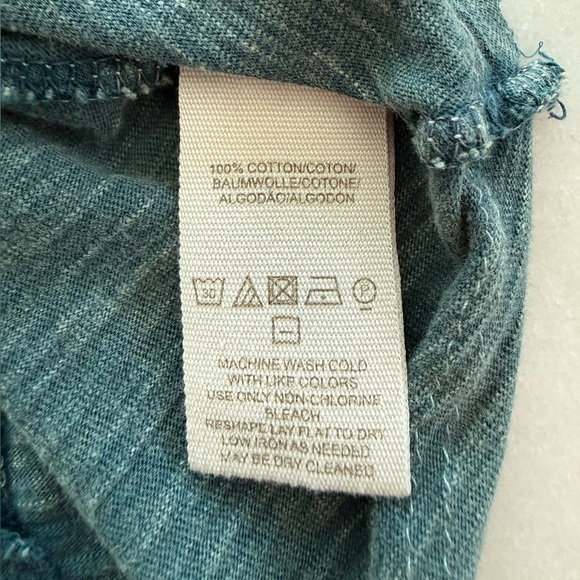 100% COTTON/COTON/
BAUMWOLLE/COTONE/
ALGODÃO/ALGODÓN
30
P
MACHINE WASH COLD
WITH LIKE COLORS
USE ONLY NON-CHLORINE
BLEACH
RESHAPE LAY FLAT TO DRY
LOW IRON AS NEEDED
MAY BE DRY CLEANED